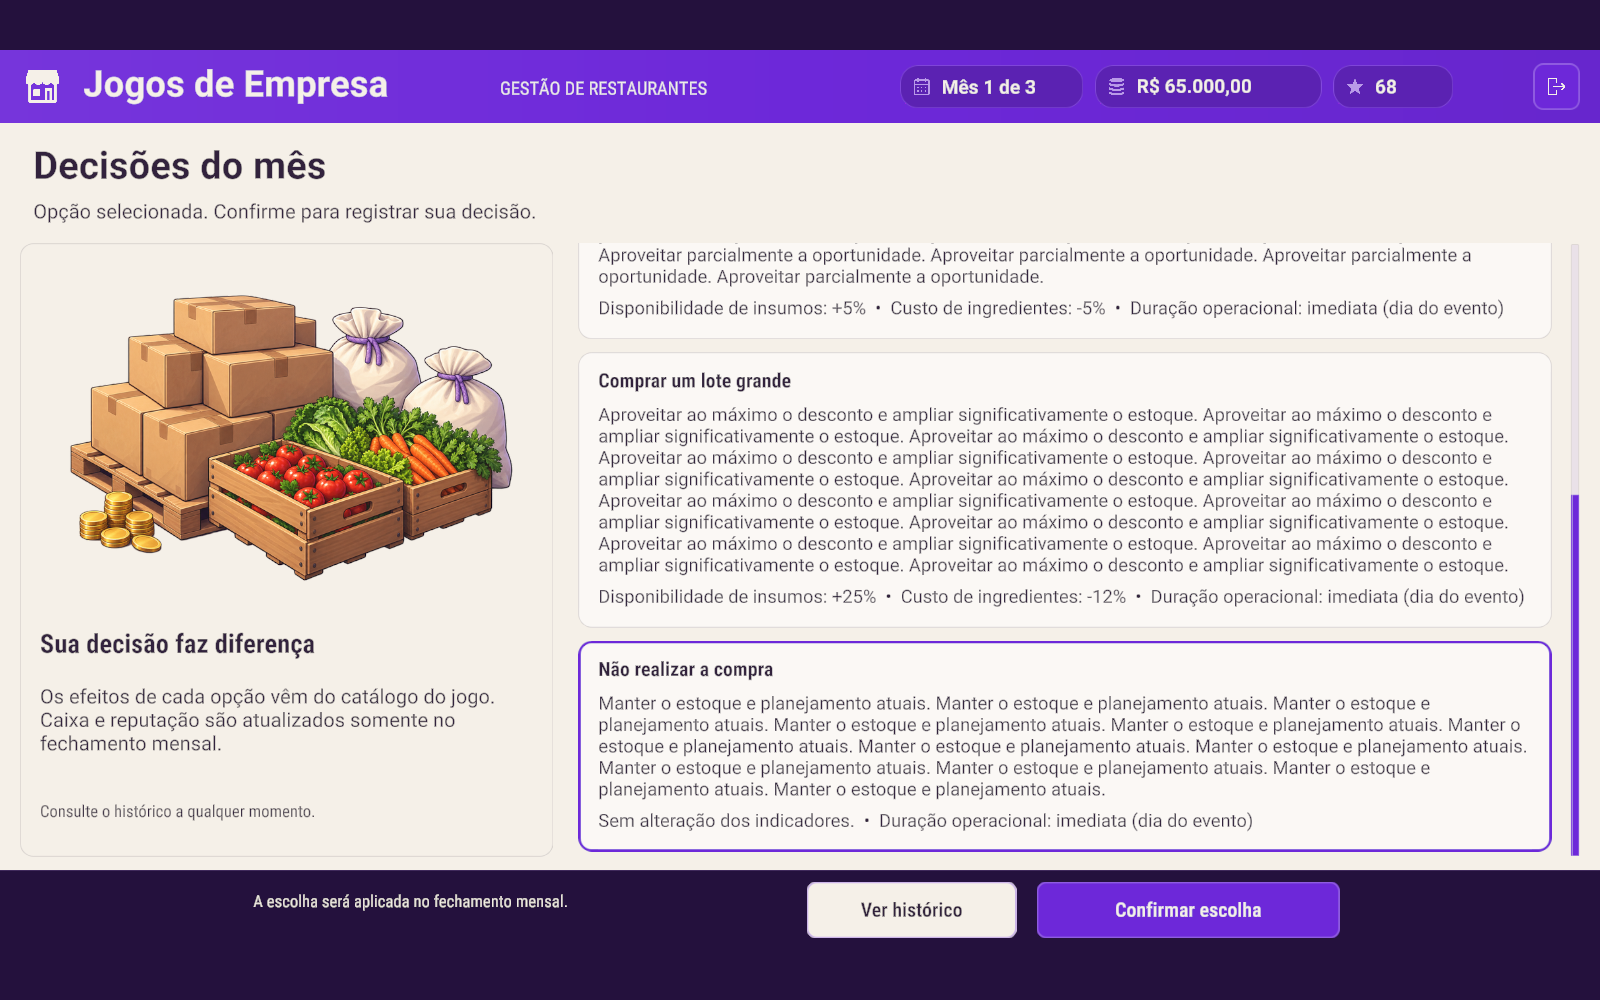 Jogos de Empresa
GESTÃO DE RESTAURANTES
Mês 1 de 3
R$ 65.000,00
68
Decisões do mês
Opção selecionada. Confirme para registrar sua decisão.
Sua decisão faz diferença
Os efeitos de cada opção vêm do catálogo do jogo.
Caixa e reputação são atualizados somente no
fechamento mensal.
Consulte o histórico a qualquer momento.
Aproveitar parcialmente a oportunidade. Aproveitar parcialmente a oportunidade. Aproveitar parcialmente a
oportunidade. Aproveitar parcialmente a oportunidade.
Disponibilidade de insumos: +5% • Custo de ingredientes: -5% • Duração operacional: imediata (dia do evento)
Comprar um lote grande
Aproveitar ao máximo o desconto e ampliar significativamente o estoque. Aproveitar ao máximo o desconto e
ampliar significativamente o estoque. Aproveitar ao máximo o desconto e ampliar significativamente o estoque.
Aproveitar ao máximo o desconto e ampliar significativamente o estoque. Aproveitar ao máximo o desconto e
ampliar significativamente o estoque. Aproveitar ao máximo o desconto e ampliar significativamente o estoque.
Aproveitar ao máximo o desconto e ampliar significativamente o estoque. Aproveitar ao máximo o desconto e
ampliar significativamente o estoque. Aproveitar ao máximo o desconto e ampliar significativamente o estoque.
Aproveitar ao máximo o desconto e ampliar significativamente o estoque. Aproveitar ao máximo o desconto e
ampliar significativamente o estoque. Aproveitar ao máximo o desconto e ampliar significativamente o estoque.
Disponibilidade de insumos: +25% • Custo de ingredientes: -12% • Duração operacional: imediata (dia do evento)
Não realizar a compra
Manter o estoque e planejamento atuais. Manter o estoque e planejamento atuais. Manter o estoque e
planejamento atuais. Manter o estoque e planejamento atuais. Manter o estoque e planejamento atuais. Manter o
estoque e planejamento atuais. Manter o estoque e planejamento atuais. Manter o estoque e planejamento atuais.
Manter o estoque e planejamento atuais. Manter o estoque e planejamento atuais. Manter o estoque e
planejamento atuais. Manter o estoque e planejamento atuais.
Sem alteração dos indicadores. • Duração operacional: imediata (dia do evento)
A escolha será aplicada no fechamento mensal.
Ver histórico
Confirmar escolha